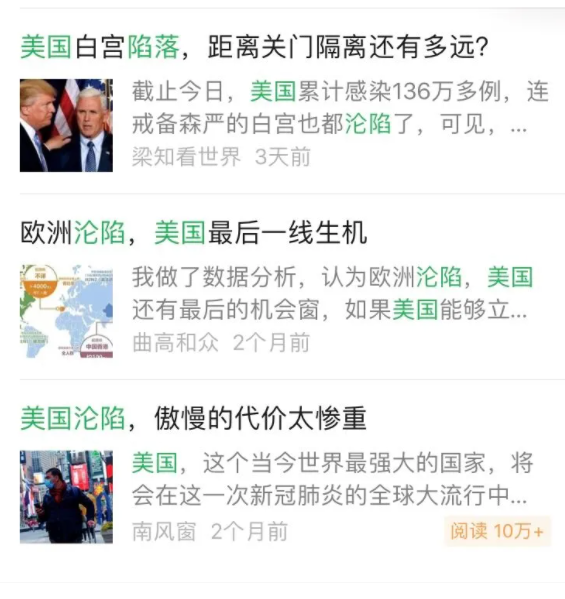 美国白宫陷落，距离关门隔离还有多远?
截止今日，美国累计感染136万多例，连
戒备森严的白宫也都沦陷了，可见，...
梁知看世界 3天前
欧洲沦陷，美国最后一线生机
我做了数据分析，认为欧洲沦陷，美国
还有最后的机会窗，如果美国能够立...
曲高和众 2个月前
美国沦陷，傲慢的代价太惨重
美国，这个当今世界最强大的国家，将
会在这一次新冠肺炎的全球大流行中...
南风窗 2个月前
阅读 10万+